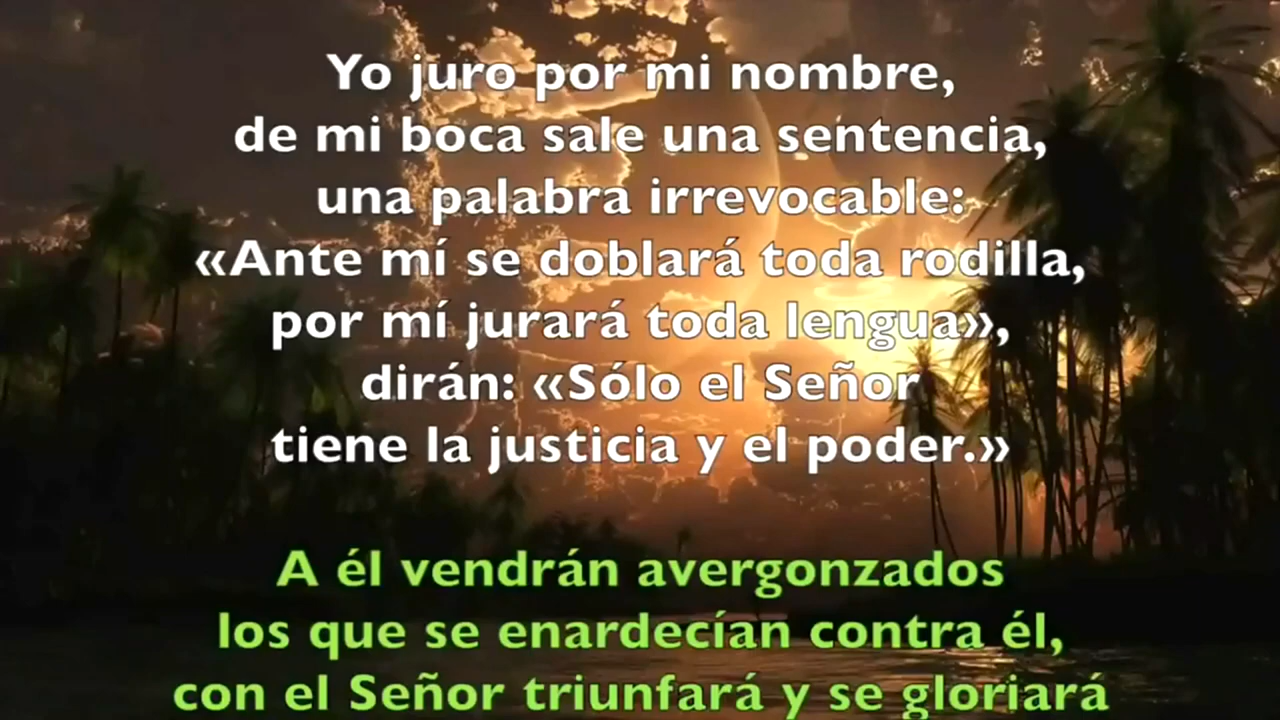 Yo juro por mi nombre,
de mi boca sale una sentencia,
una palabra irrevocable:
«Ante mí se doblará toda rodilla,
por mí jurará toda lengua»,
dirán: «Sólo el Señor
tiene la justicia y el poder.»
A él vendrán avergonzados
los que se enardecían contra él,
con el Señor triunfará y se gloriará